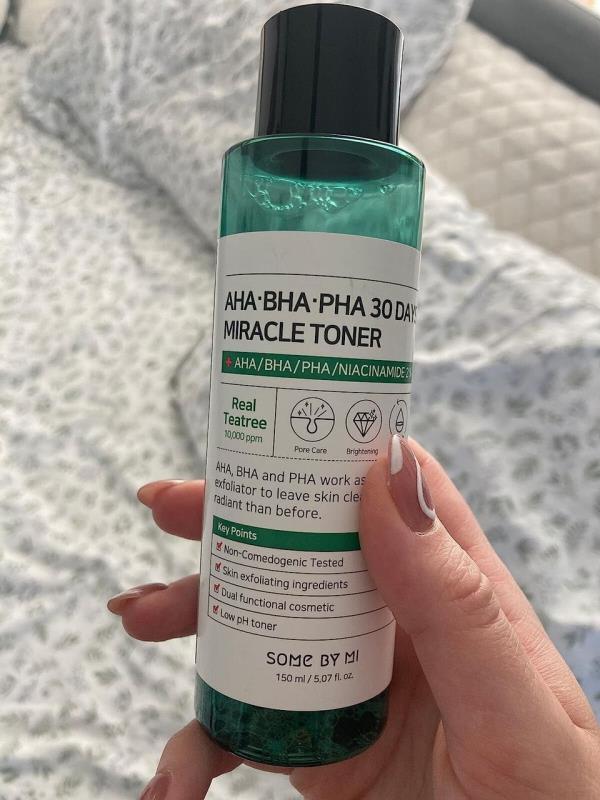 AHA·BHA·PHA 30 DAYS
MIRACLE TONER
+ AHA/BHA/PHA/NIACINAMIDE 2
Real
Teatree
10,000 ppm
Pore Care
Brightening
AHA, BHA and PHA work as
exfoliator to leave skin
radiant than before.
Key Points
Non-Comedogenic Tested
Skin exfoliating ingredients
Dual functional cosmetic
Low pH toner
SOME BY MI
150 ml / 5.07 fl. oz.